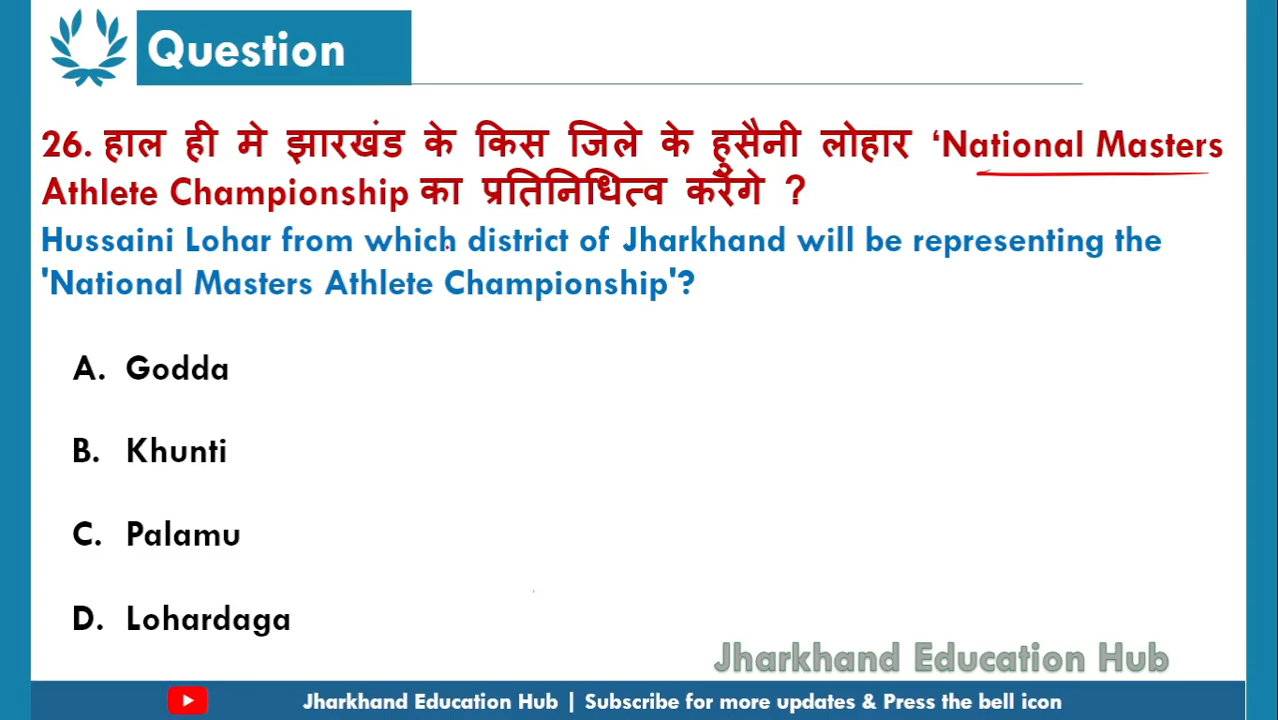 Question
26. हाल ही मे झारखंड के किस जिले के हुसैनी लोहार ‘National Masters
Athlete Championship का प्रतिनिधित्व करेंगे ?
Hussaini Lohar from which district of Jharkhand will be representing the
'National Masters Athlete Championship'?
A. Godda
B. Khunti
C. Palamu
D. Lohardaga
Jharkhand Education Hub
Jharkhand Education Hub | Subscribe for more updates & Press the bell icon